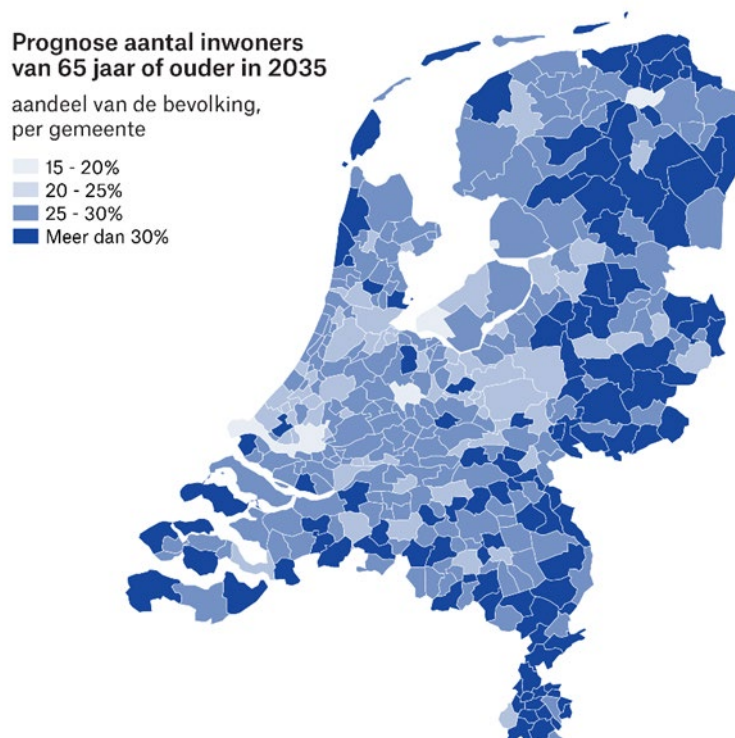 Prognose aantal inwoners
van 65 jaar of ouder in 2035
aandeel van de bevolking,
per gemeente
15 - 20%
20 - 25%
25 - 30%
Meer dan 30%